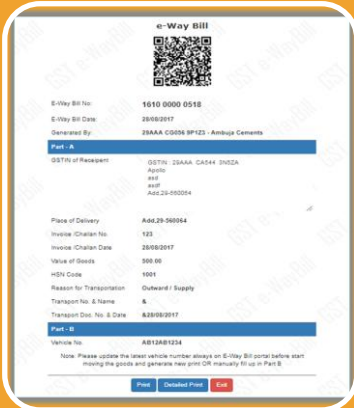 e-Way Bill
E-Way Bill No: 1610 0000 0518
E-Way Bill Date: 28/08/2017
Generated By: 29AAA CG056 9P1Z3 - Ambuja Cements
Part - A
GSTIN of Receipent GSTIN : 29AAA CA544 3N5ZA
Apollo
asd
asdf
Add,29-560064
Place of Delivery Add,29-560064
Invoice /Challan No. 123
Invoice /Challan Date 28/08/2017
Value of Goods 500.00
HSN Code 1001
Reason for Transportation Outward / Supply
Transport No. & Name &
Transport Doc. No. & Date &28/08/2017
Part - B
Vehicle No. AB12AB1234
Note: Please update the latest vehicle number always on E-Way Bill portal before start
moving the goods and generate new print OR manually fill up in Part B
Print Detailed Print Exit